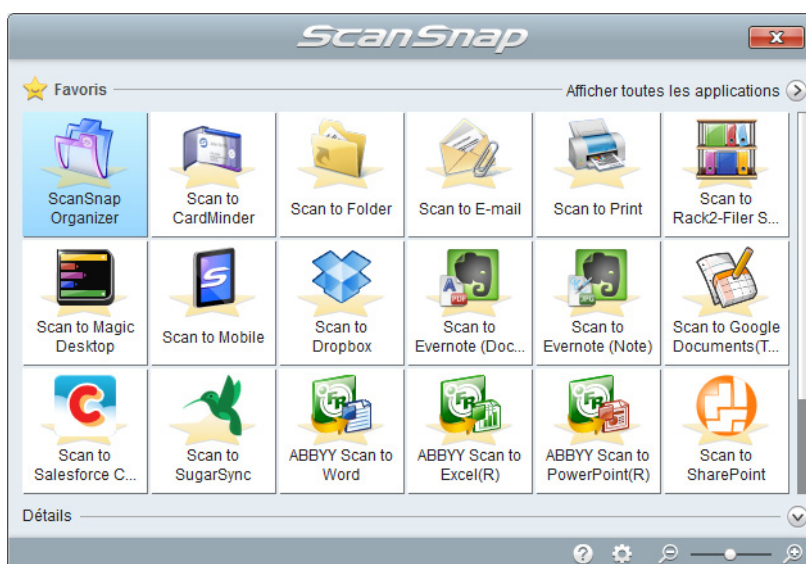 ScanSnap
Favoris
Afficher toutes les applications
ScanSnap
Organizer
Scan to
CardMinder
Scan to Folder
Scan to E-mail
Scan to Print
Scan to
Rack2-Filer S...
Scan to Magic
Desktop
Scan to Mobile
Scan to
Dropbox
Scan to
Evernote (Doc...
Scan to
Evernote (Note)
Scan to Google
Documents(T...
Scan to
Salesforce C...
Scan to
SugarSync
ABBYY Scan to
Word
ABBYY Scan to
Excel(R)
ABBYY Scan to
PowerPoint(R)
Scan to
SharePoint
Détails